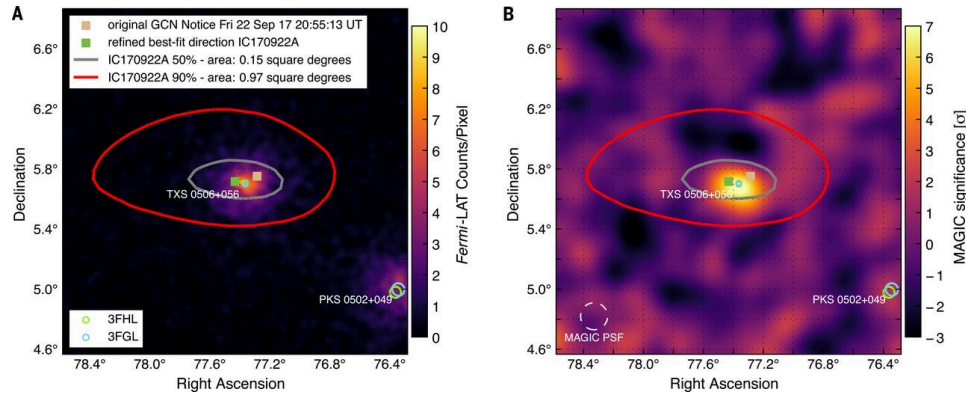 A
original GCN Notice Fri 22 Sep 17 20:55:13 UT
refined best-fit direction IC170922A
IC170922A 50% - area: 0.15 square degrees
IC170922A 90% - area: 0.97 square degrees
6.6°
6.2°
5.8°
5.4°
5.0°
4.6°
Declination
TXS 0506+056
PKS 0502+049
3FHL
3FGL
78.4°
78.0°
77.6°
77.2°
76.8°
76.4°
Right Ascension
10
9
8
7
6
5
4
3
2
1
0
Fermi-LAT Counts/Pixel
B
6.6°
6.2°
5.8°
5.4°
5.0°
4.6°
Declination
TXS 0506+056
PKS 0502+049
MAGIC PSF
78.4°
78.0°
77.6°
77.2°
76.8°
76.4°
Right Ascension
7
6
5
4
3
2
1
0
−1
−2
−3
MAGIC significance [σ]